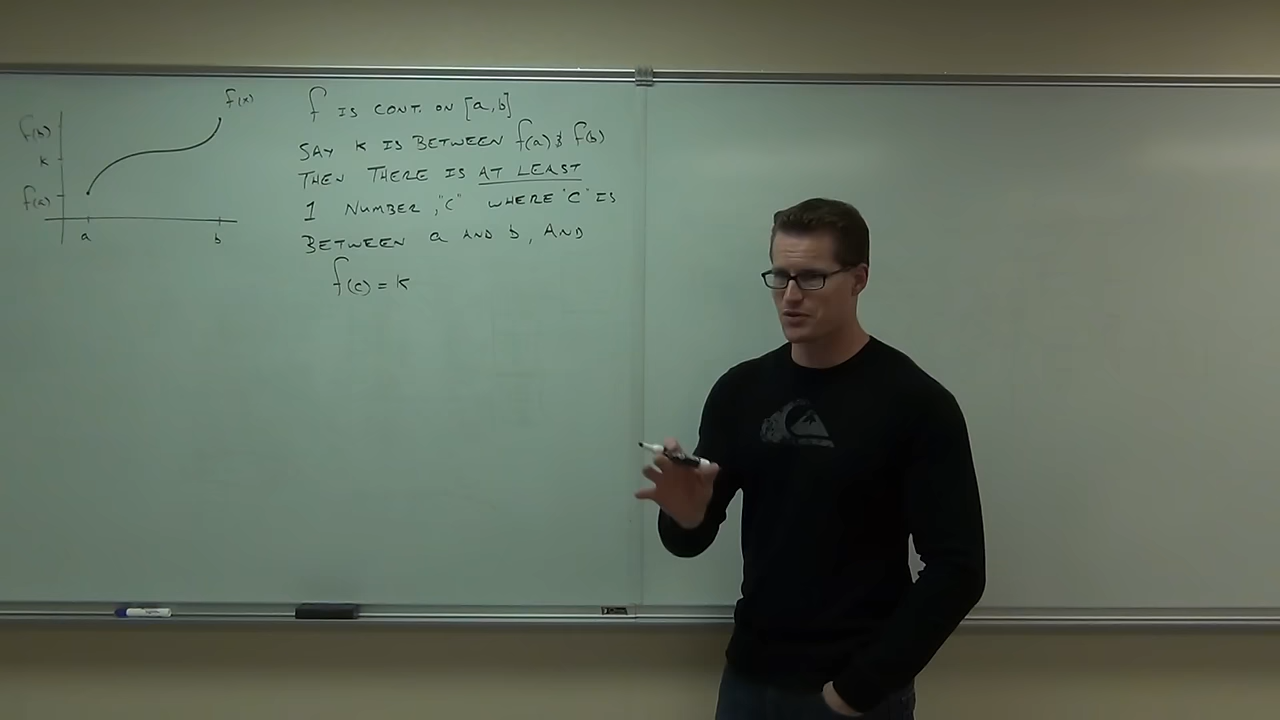 f(x)
f(b)
k
f(a)
a b
f IS CONT. ON [a,b]
SAY K IS BETWEEN f(a) & f(b)
THEN THERE IS AT LEAST
1 NUMBER, "C" WHERE "C" IS
BETWEEN a AND b, AND
f(c) = K